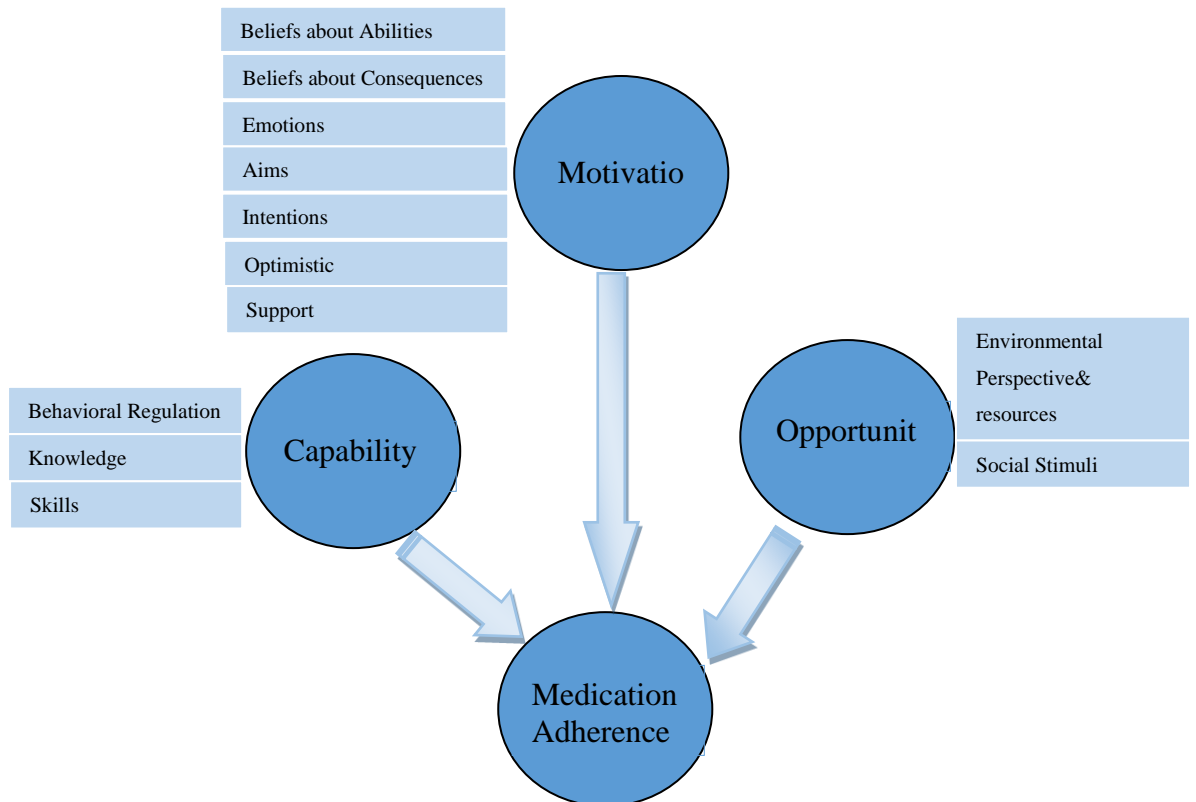 Beliefs about Abilities
Beliefs about Consequences
Emotions
Aims
Intentions
Optimistic
Support
Motivatio
Behavioral Regulation
Knowledge
Skills
Capability
Opportunit
Environmental
Perspective&
resources
Social Stimuli
Medication
Adherence